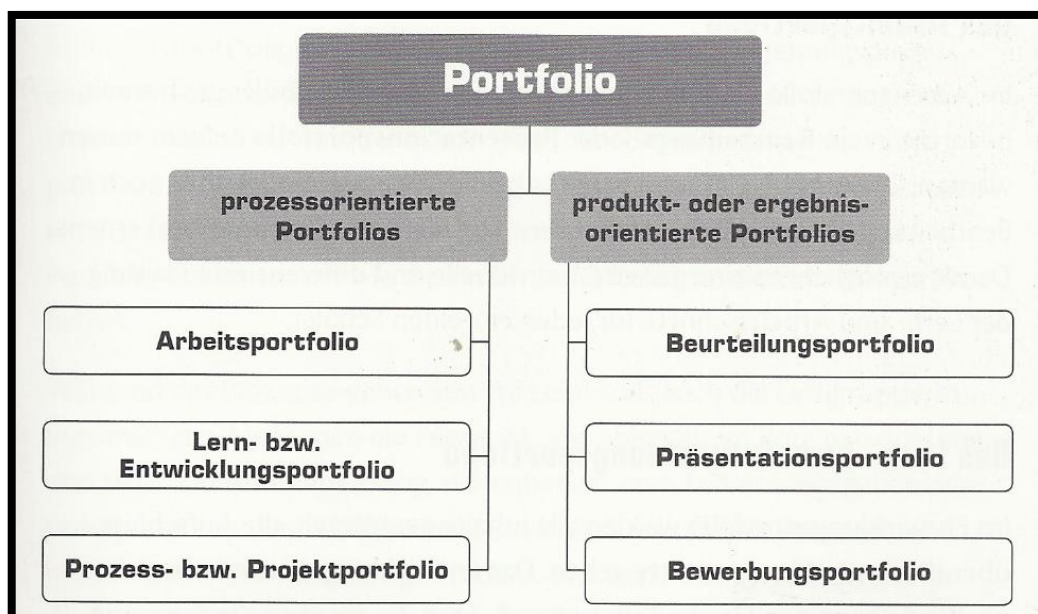 Portfolio
prozessorientierte
Portfolios
produkt- oder ergebnis-
orientierte Portfolios
Arbeitsportfolio
Lern- bzw.
Entwicklungsportfolio
Prozess- bzw. Projektportfolio
Beurteilungsportfolio
Präsentationsportfolio
Bewerbungsportfolio